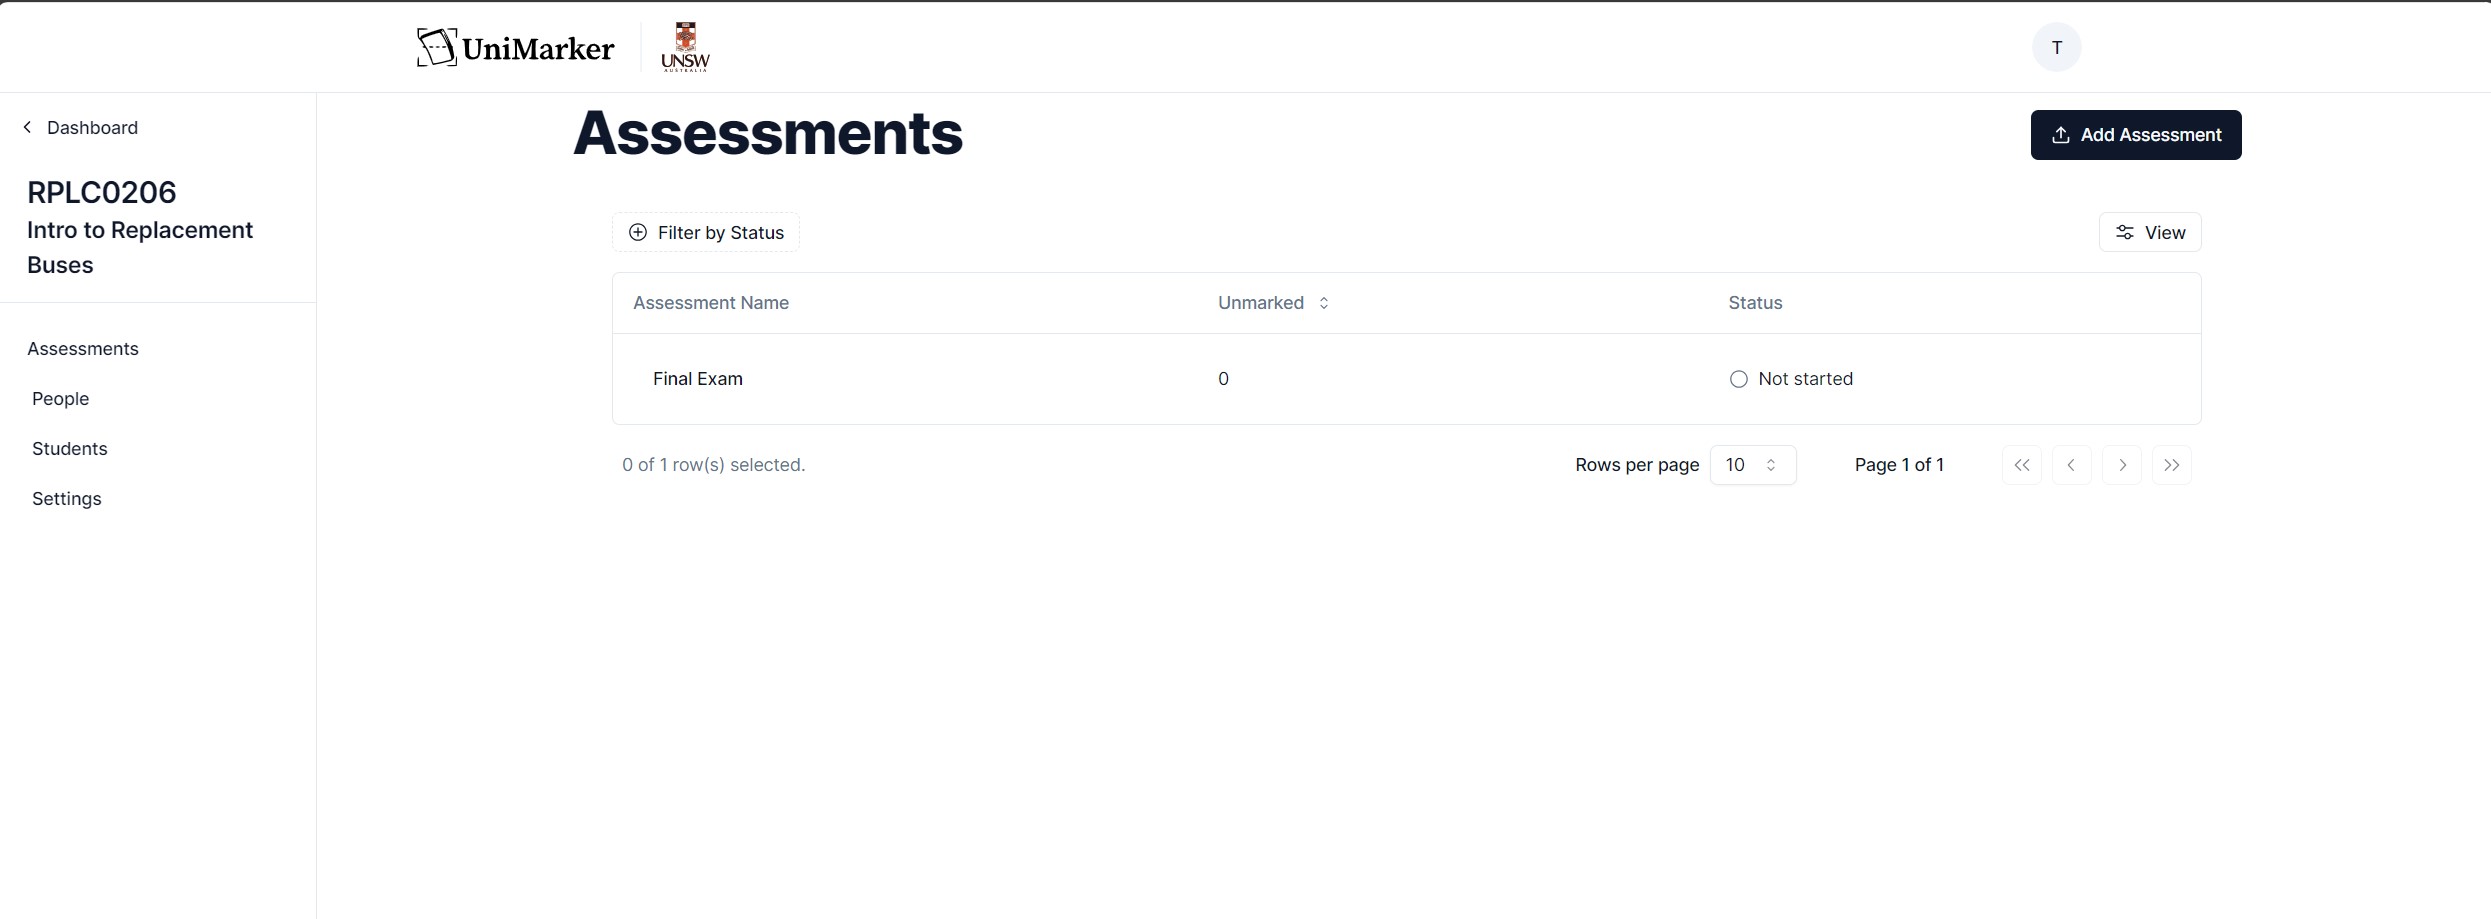 UniMarker
UNSW
AUSTRALIA
T
Dashboard
RPLC0206
Intro to Replacement
Buses
Assessments
People
Students
Settings
Assessments
Add Assessment
Filter by Status
View
Assessment Name Unmarked Status
Final Exam 0 Not started
0 of 1 row(s) selected. Rows per page 10 Page 1 of 1